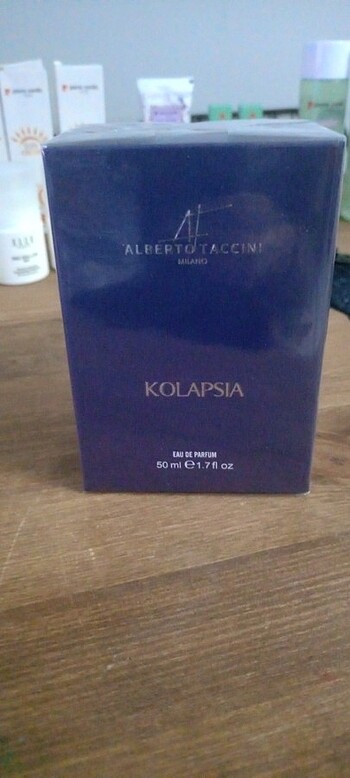 ALBERTO TACCINI
MILANO
KOLAPSIA
EAU DE PARFUM
50 ml ℮ 1.7 fl oz